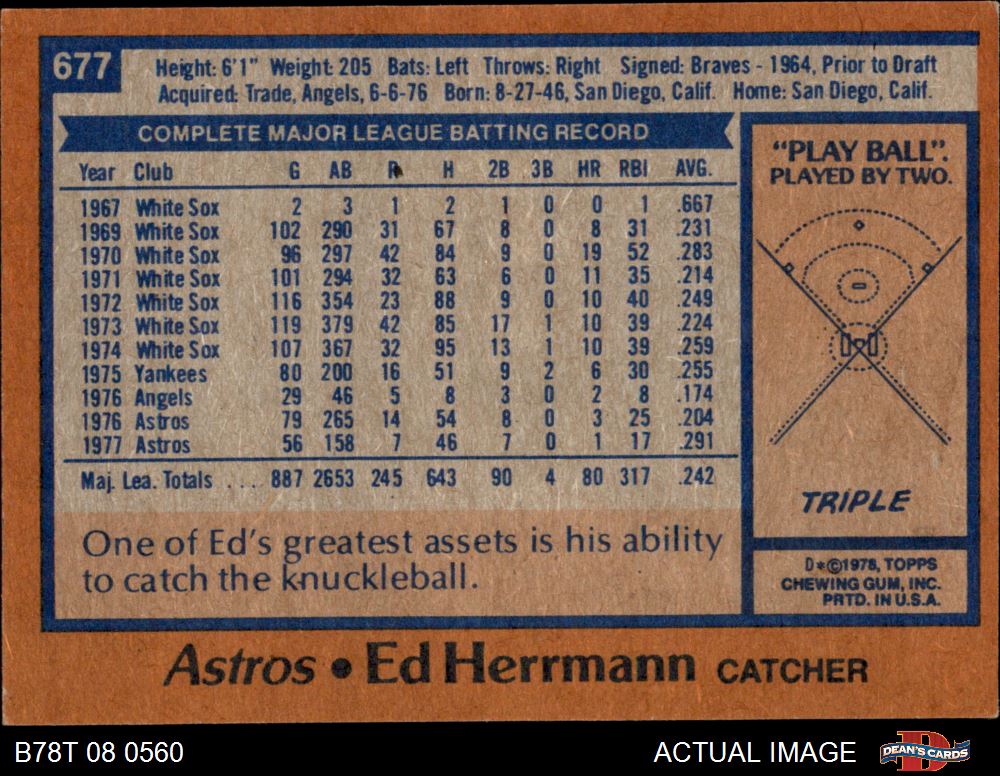 677
Height: 6'1" Weight: 205 Bats: Left Throws: Right Signed: Braves - 1964, Prior to Draft
Acquired: Trade, Angels, 6-6-76 Born: 8-27-46, San Diego, Calif. Home: San Diego, Calif.
COMPLETE MAJOR LEAGUE BATTING RECORD
Year Club G AB R H 2B 3B HR RBI AVG.
1967 White Sox 2 3 1 2 1 0 0 1 .667
1969 White Sox 102 290 31 67 8 0 8 31 .231
1970 White Sox 96 297 42 84 9 0 19 52 .283
1971 White Sox 101 294 32 63 6 0 11 35 .214
1972 White Sox 116 354 23 88 9 0 10 40 .249
1973 White Sox 119 379 42 85 17 1 10 39 .224
1974 White Sox 107 367 32 95 13 1 10 39 .259
1975 Yankees 80 200 16 51 9 2 6 30 .255
1976 Angels 29 46 5 8 3 0 2 8 .174
1976 Astros 79 265 14 54 8 0 3 25 .204
1977 Astros 56 158 7 46 7 0 1 17 .291
Maj. Lea. Totals .... 887 2653 245 643 90 4 80 317 .242
One of Ed's greatest assets is his ability
to catch the knuckleball.
"PLAY BALL".
PLAYED BY TWO.
TRIPLE
D*©1978, TOPPS
CHEWING GUM, INC.
PRTD. IN U.S.A.
Astros • Ed Herrmann CATCHER
B78T 08 0560
ACTUAL IMAGE
DEAN'S CARDS